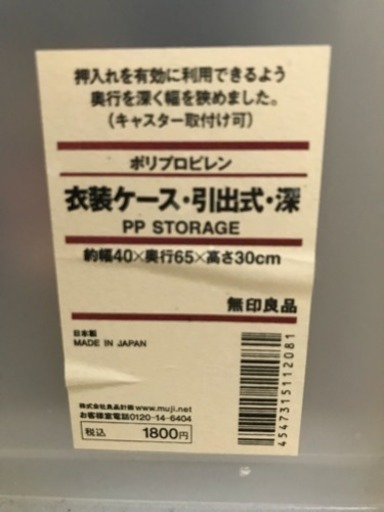 押入れを有効に利用できるよう
奥行を深く幅を狭めました。
（キャスター取付け可）
ポリプロピレン
衣装ケース・引出式・深
PP STORAGE
約幅40×奥行65×高さ30cm
無印良品
日本製
MADE IN JAPAN
株式会社良品計画 www.muji.net
お客様室電話0120-14-6404
税込 1800円
4547315112081